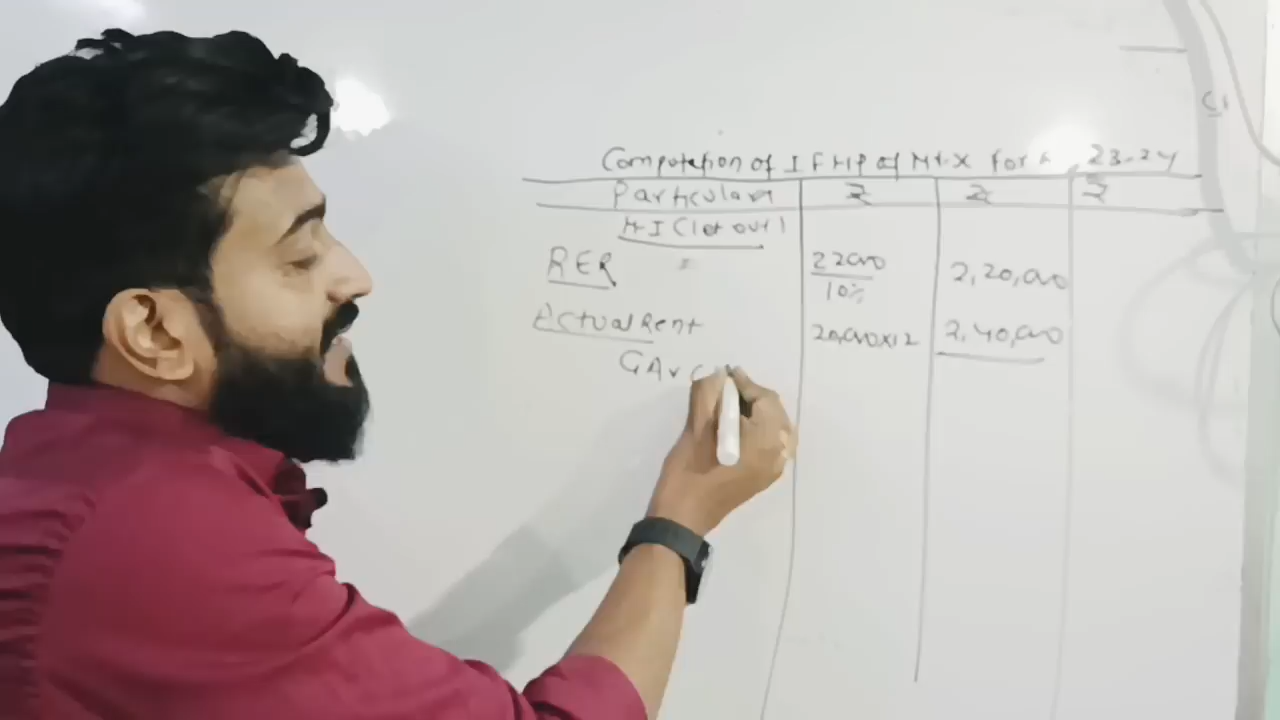 Computation of IFHP of Mr. X for A 23-24
Particulars ₹ ₹ ₹
H-I (let out)
RER = 22000/10% 2,20,000
Actual Rent 20,000x12 2,40,000
GAV (